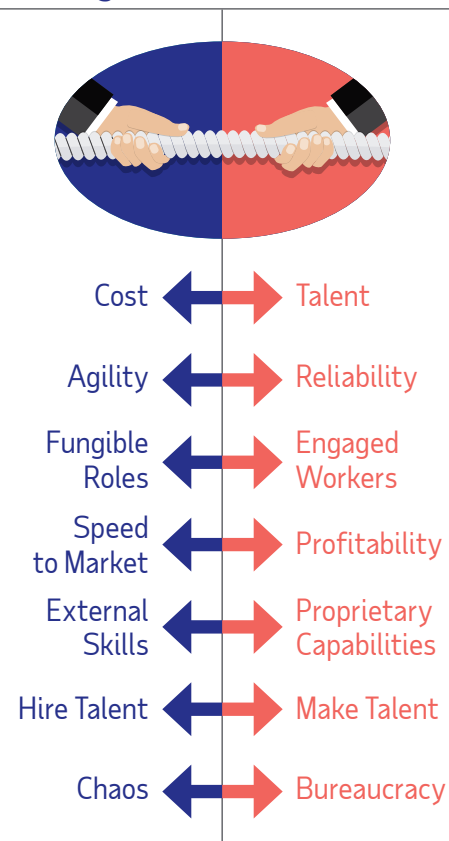 Cost
Talent
Agility
Reliability
Fungible
Roles
Engaged
Workers
Speed
to Market
Profitability
External
Skills
Proprietary
Capabilities
Hire Talent
Make Talent
Chaos
Bureaucracy